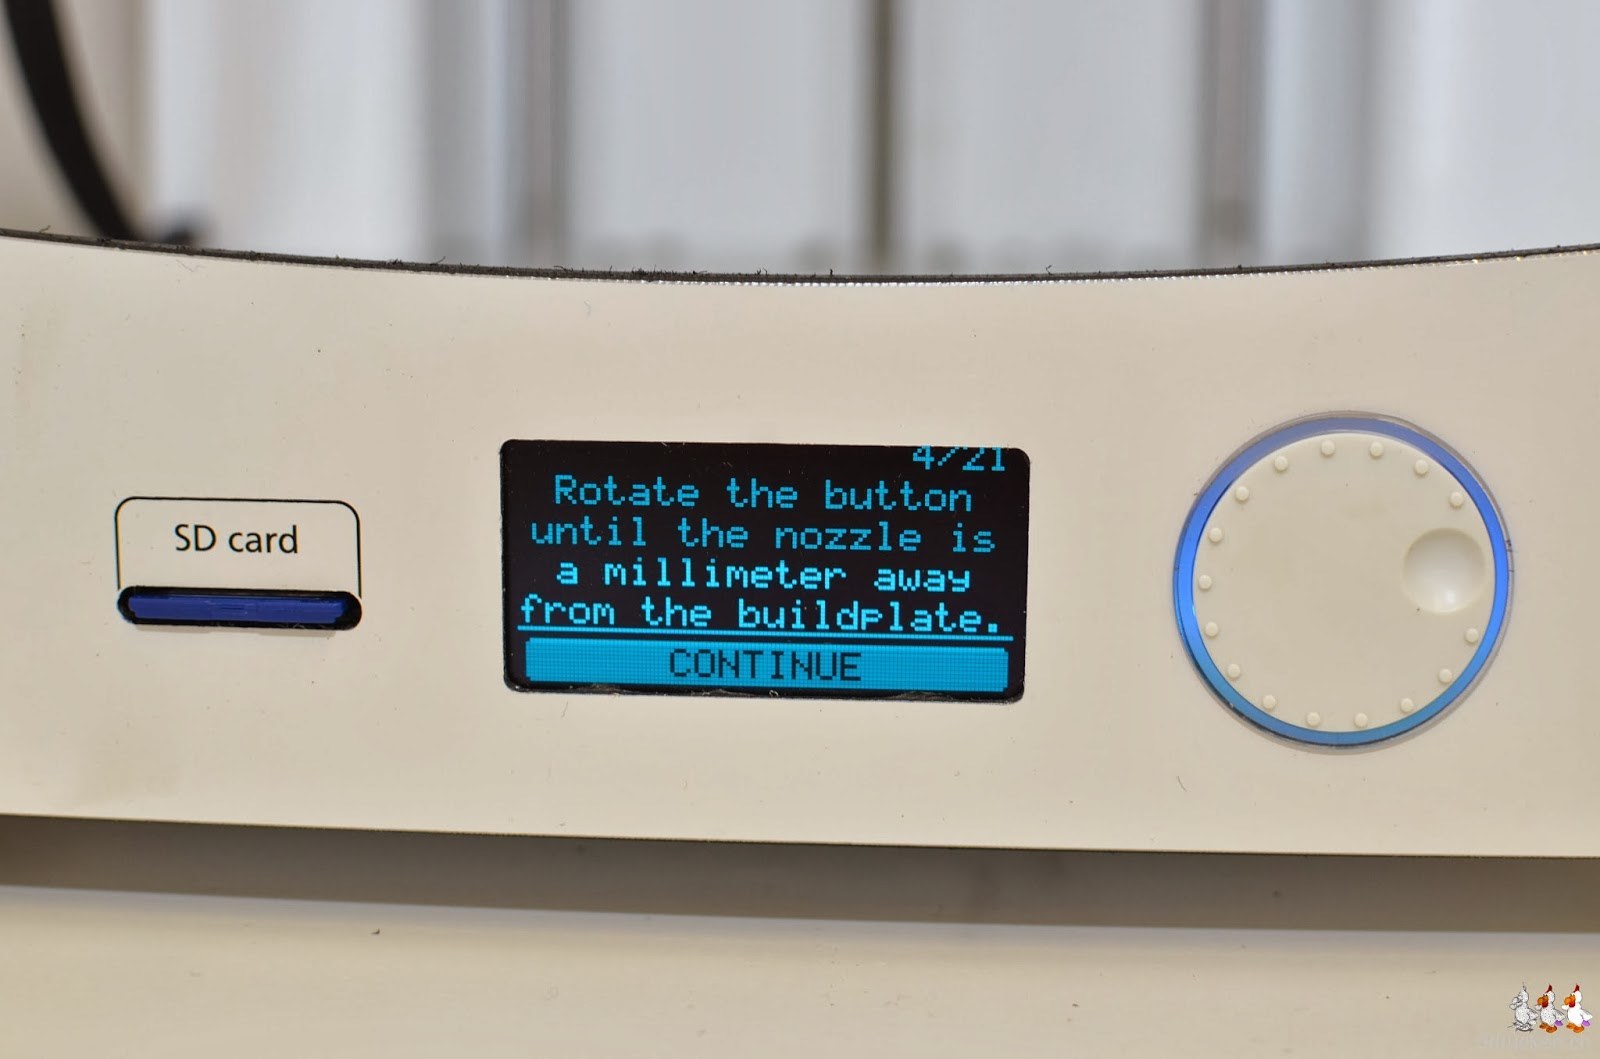 4/21
Rotate the button
until the nozzle is
a millimeter away
from the buildplate.
CONTINUE
SD card